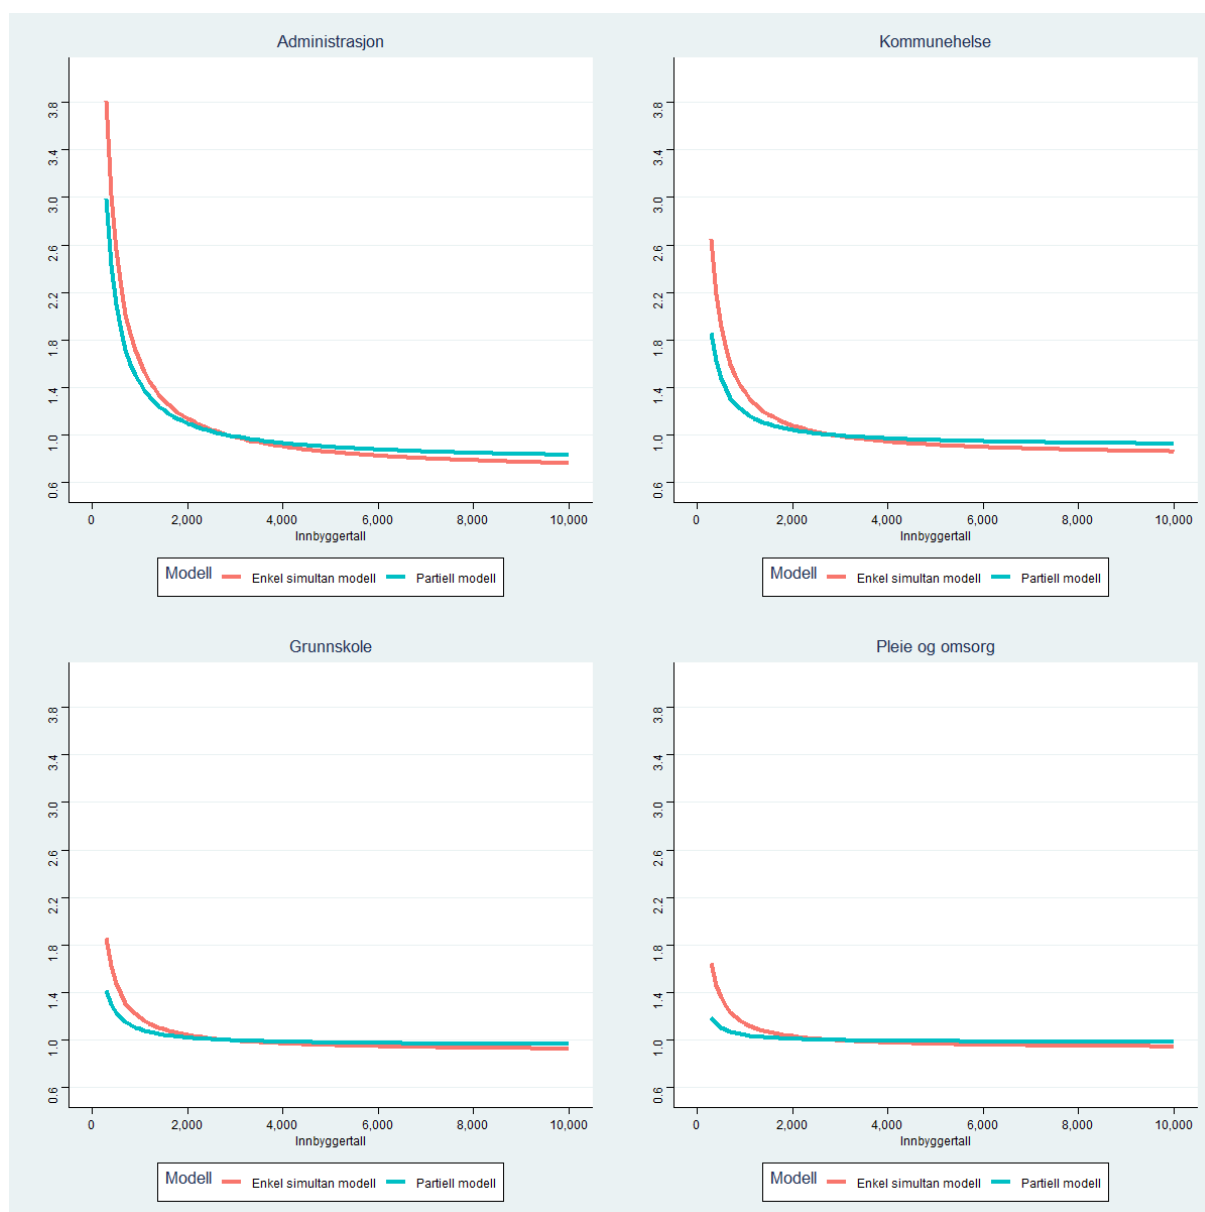 Administrasjon
3.8
3.4
3.0
2.6
2.2
1.8
1.4
1.0
0.6
0 2,000 4,000 6,000 8,000 10,000
Innbyggertall
Modell Enkel simultan modell Partiell modell
Kommunehelse
3.8
3.4
3.0
2.6
2.2
1.8
1.4
1.0
0.6
0 2,000 4,000 6,000 8,000 10,000
Innbyggertall
Modell Enkel simultan modell Partiell modell
Grunnskole
3.8
3.4
3.0
2.6
2.2
1.8
1.4
1.0
0.6
0 2,000 4,000 6,000 8,000 10,000
Innbyggertall
Modell Enkel simultan modell Partiell modell
Pleie og omsorg
3.8
3.4
3.0
2.6
2.2
1.8
1.4
1.0
0.6
0 2,000 4,000 6,000 8,000 10,000
Innbyggertall
Modell Enkel simultan modell Partiell modell